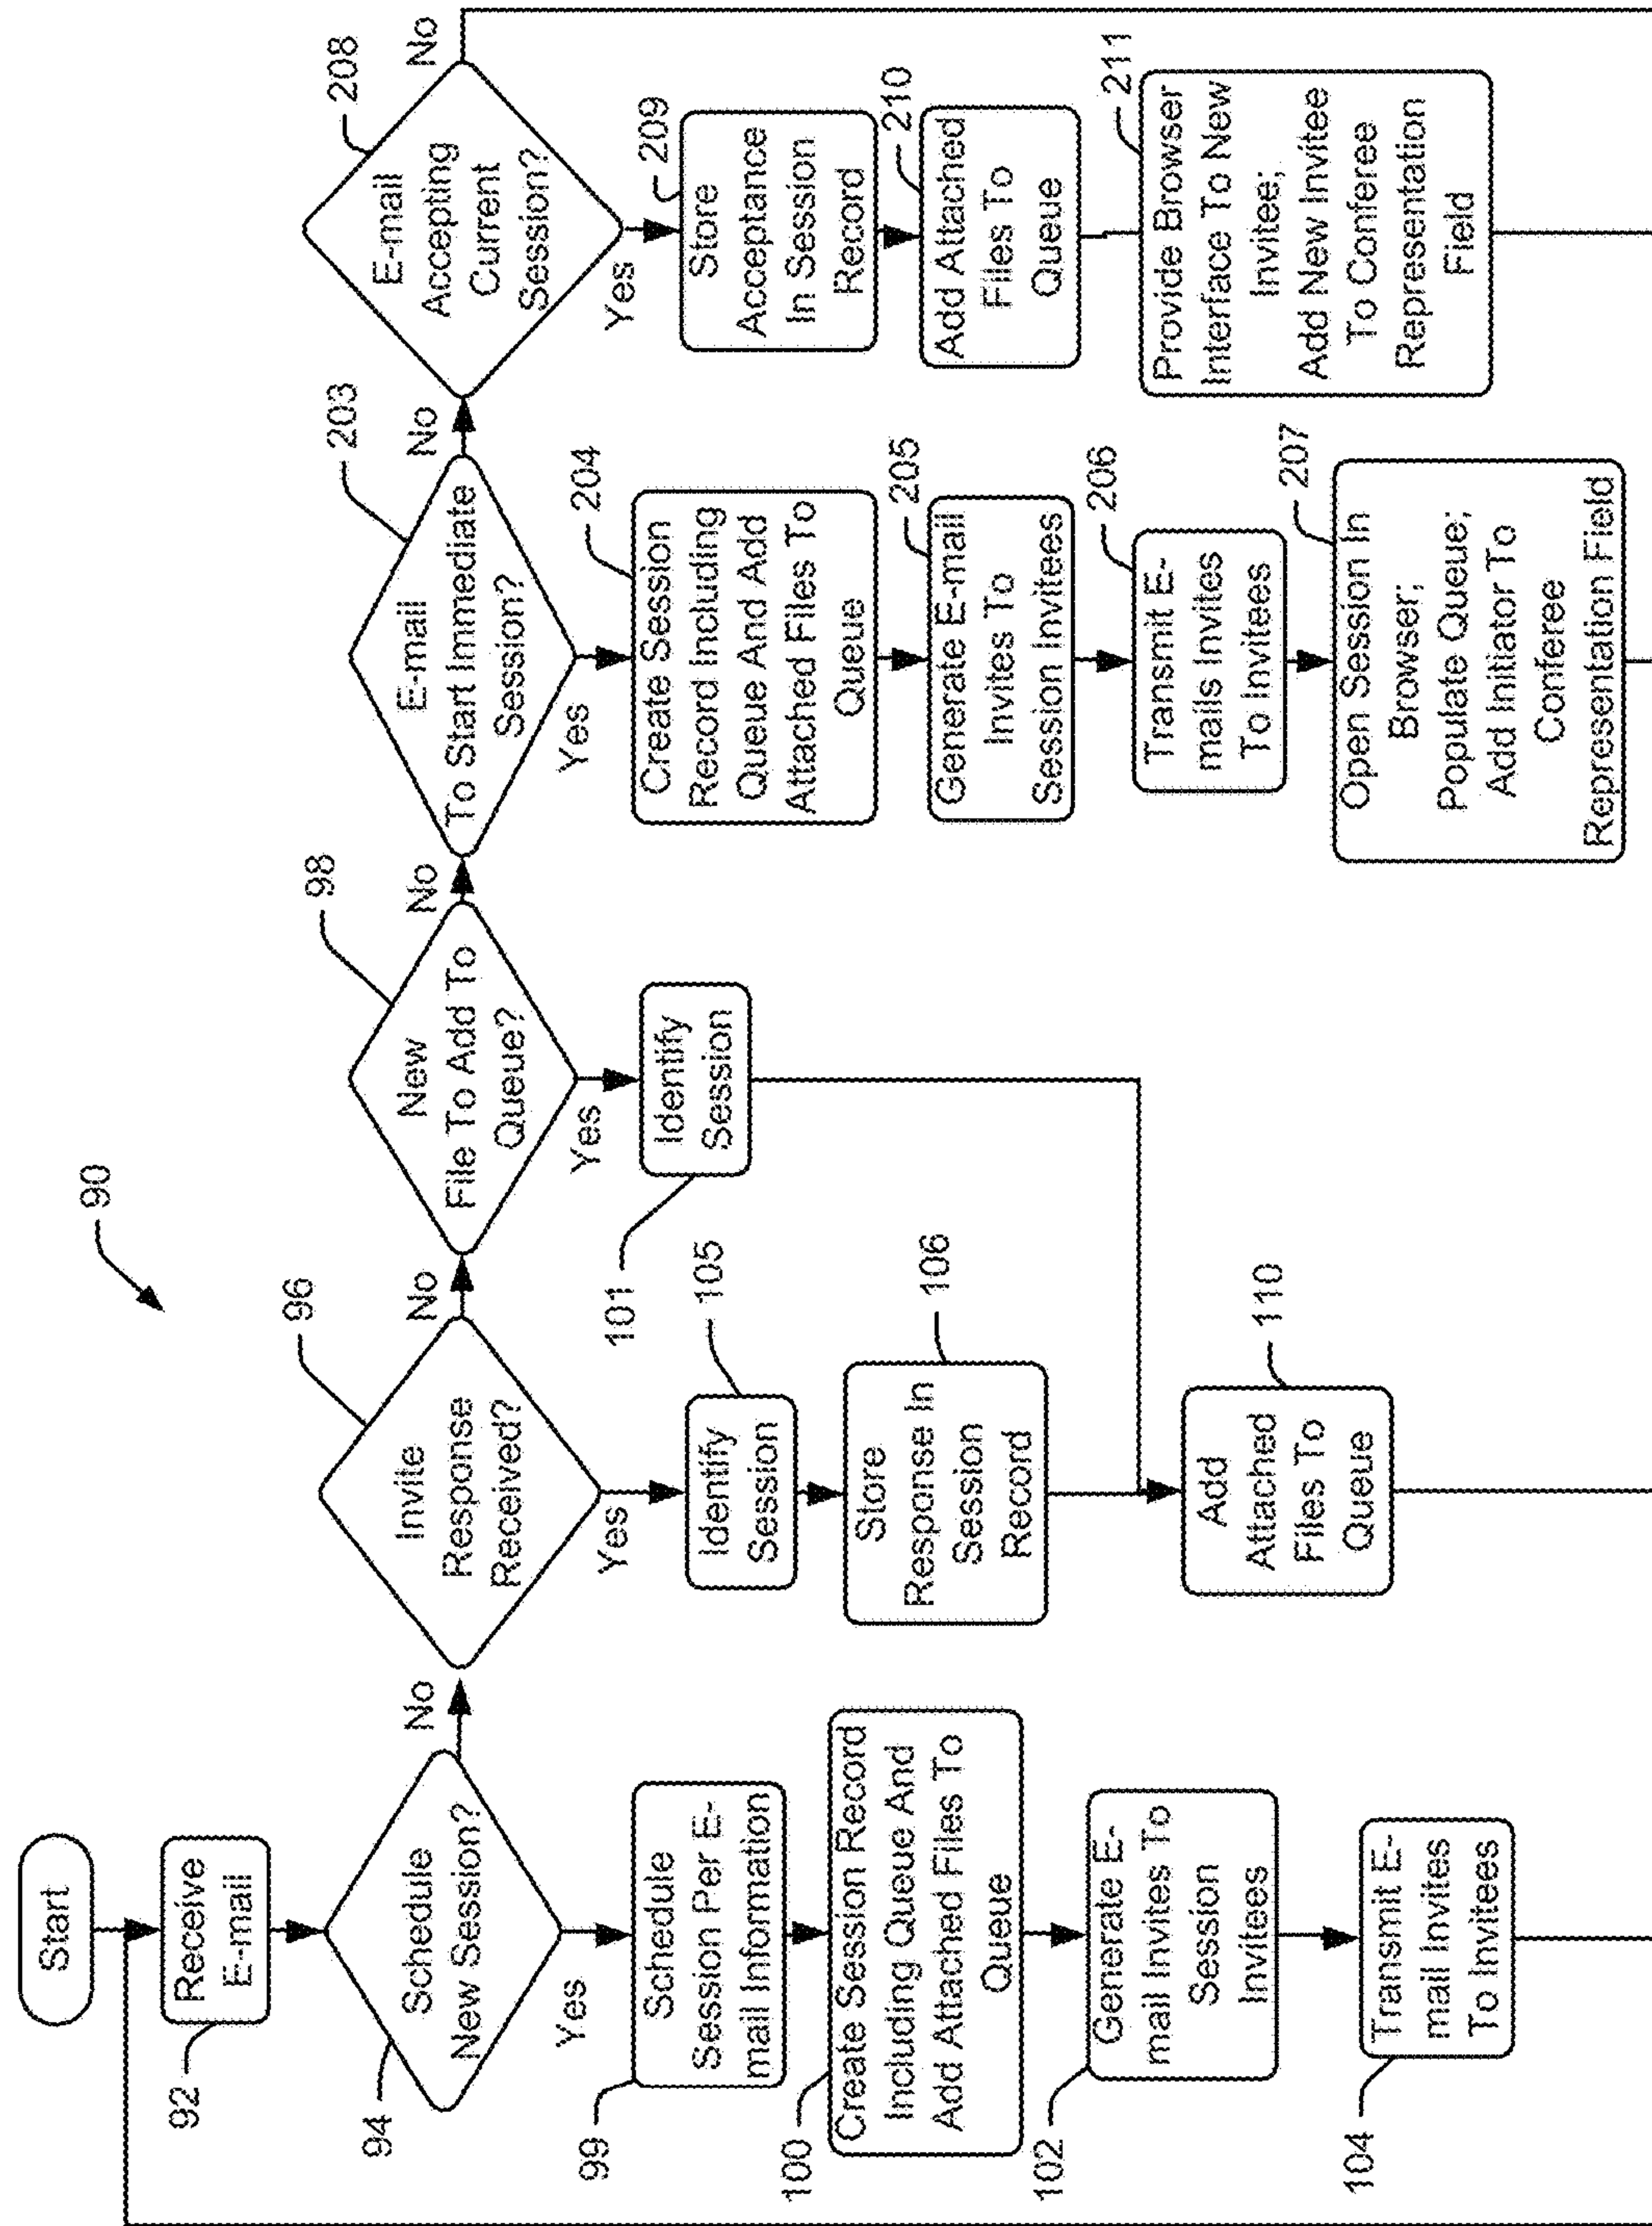 90
Start
Receive
E-mail
92
Schedule
New Session?
94
No
Yes
Schedule
Session Per E-
mail Information
99
Create Session Record
Including Queue And
Add Attached Files To
Queue
100
Generate E-
mail Invites To
Session
Invitees
102
Transmit E-
mail Invites
To Invitees
104
Invite
Response
Received?
96
No
Yes
Identify
Session
105
Store
Response In
Session
Record
106
Add
Attached
Files To
Queue
110
New
File To Add To
Queue?
98
No
Yes
Identify
Session
101
E-mail
To Start Immediate
Session?
203
No
Yes
Create Session
Record Including
Queue And Add
Attached Files To
Queue
204
Generate E-mail
Invites To
Session Invitees
205
Transmit E-
mails Invites
To Invitees
206
Open Session In
Browser;
Populate Queue;
Add Initiator To
Conferee
Representation Field
207
E-mail
Accepting
Current
Session?
208
No
Yes
Store
Acceptance
In Session
Record
209
Add Attached
Files To
Queue
210
Provide Browser
Interface To New
Invitee;
Add New Invitee
To Conferee
Representation
Field
211